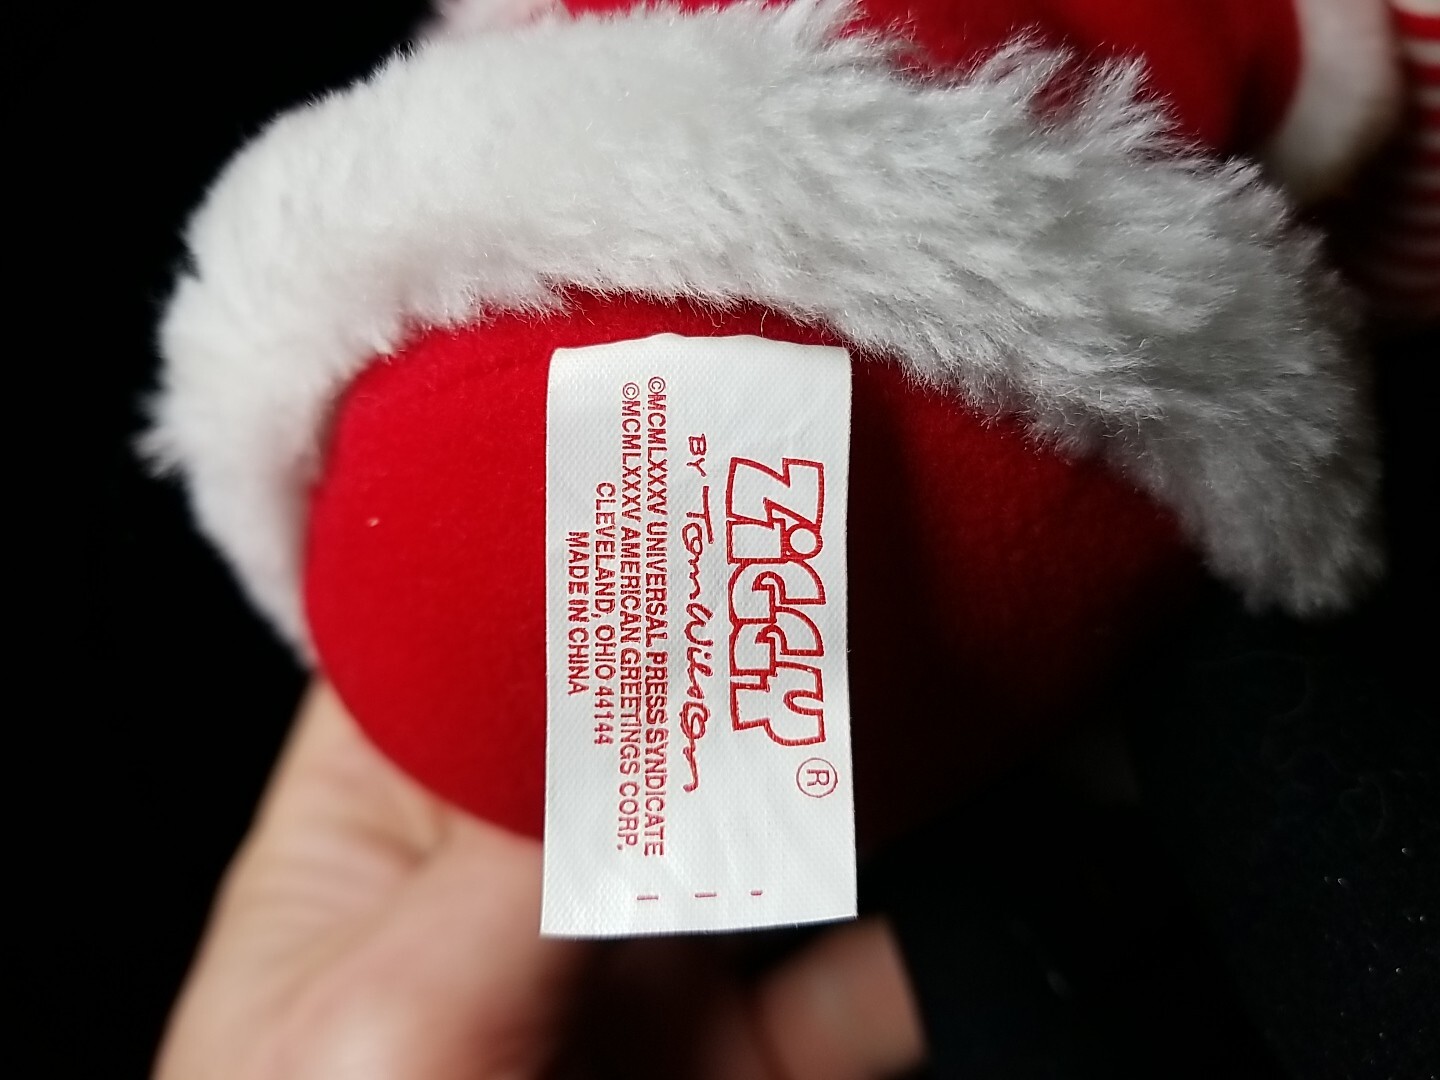 ZiGGY®
BY Tom Wilson
©MCMLXXXV UNIVERSAL PRESS SYNDICATE
©MCMLXXXV AMERICAN GREETINGS CORP.
CLEVELAND, OHIO 44144
MADE IN CHINA